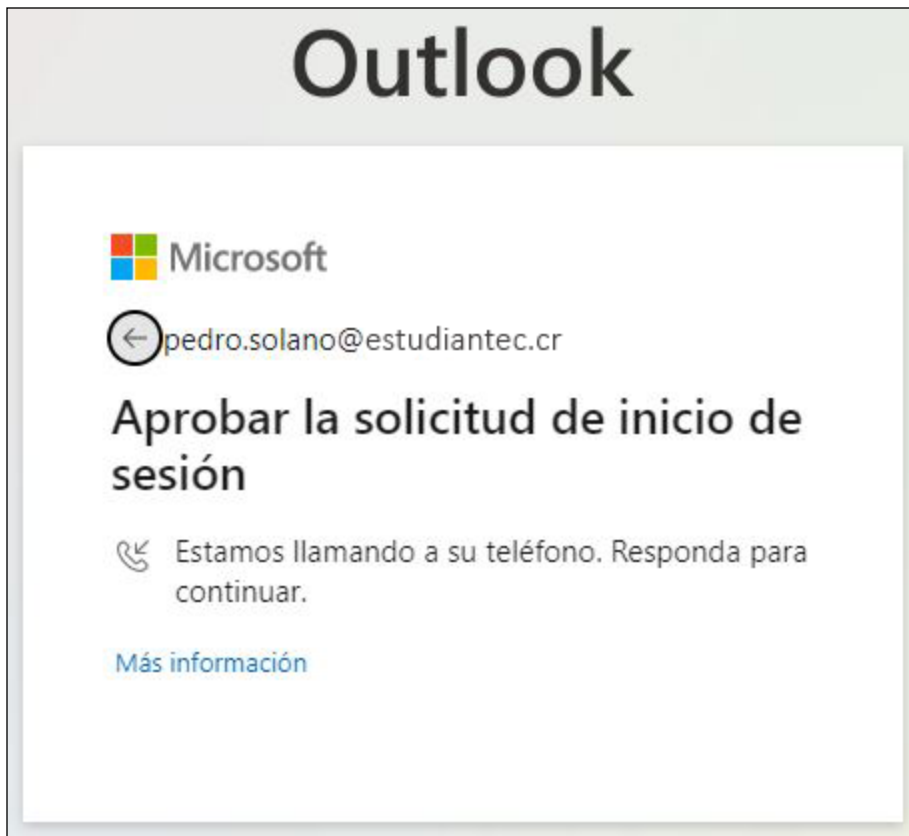 Outlook
Microsoft
pedro.solano@estudiantec.cr
Aprobar la solicitud de inicio de
sesión
Estamos llamando a su teléfono. Responda para
continuar.
Más información